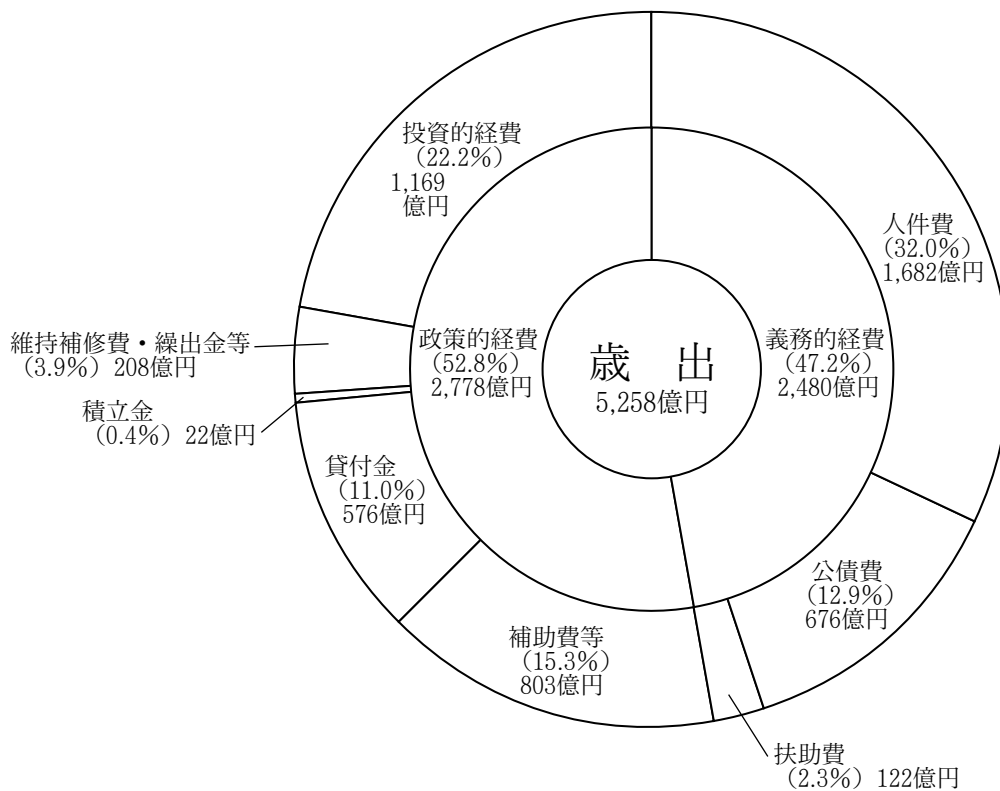 投資的経費
（22.2％）
1,169
億円
人件費
（32.0％）
1,682億円
維持補修費・繰出金等
（3.9％）208億円
政策的経費
（52.8％）
2,778億円
歳　出
5,258億円
義務的経費
（47.2％）
2,480億円
積立金
（0.4％）22億円
貸付金
（11.0％）
576億円
公債費
（12.9％）
676億円
補助費等
（15.3％）
803億円
扶助費
（2.3％）122億円